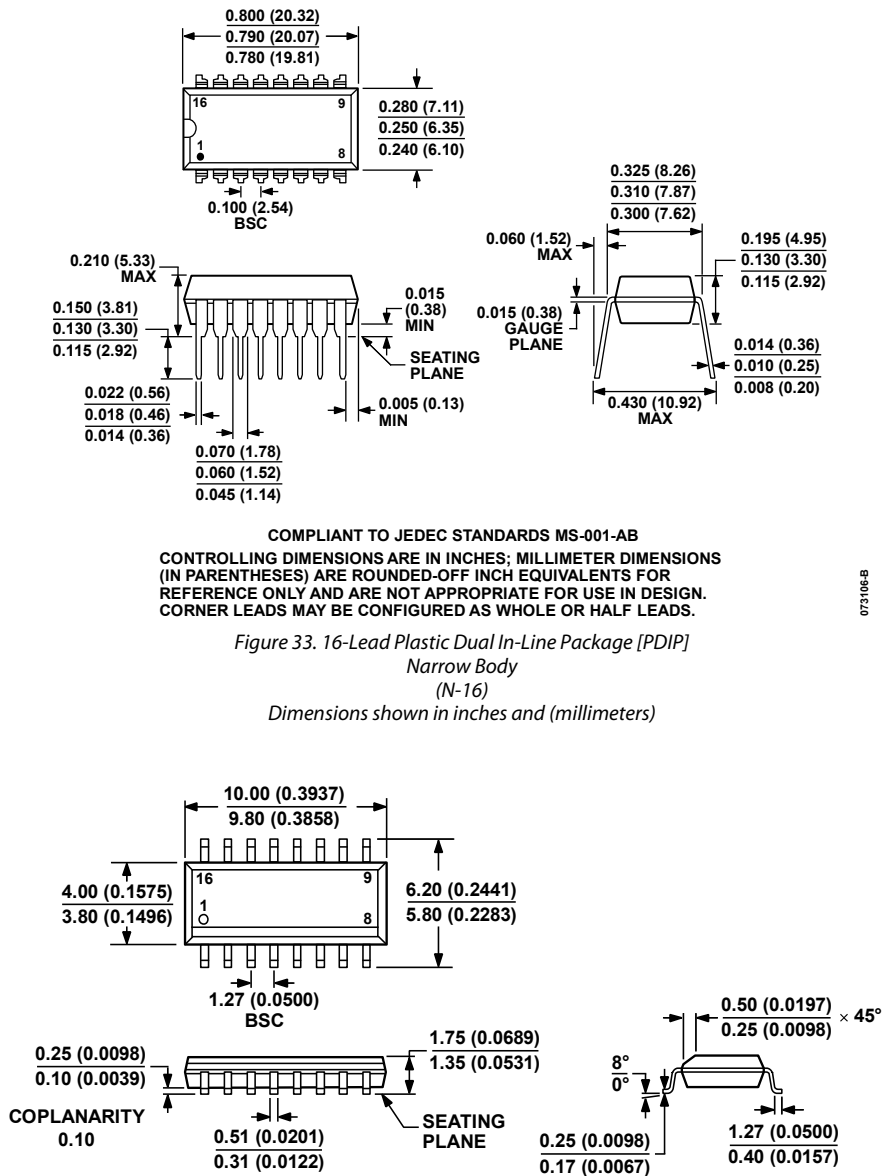 0.800 (20.32)
0.790 (20.07)
0.780 (19.81)
16
9
1
8
0.280 (7.11)
0.250 (6.35)
0.240 (6.10)
0.100 (2.54)
BSC
0.325 (8.26)
0.310 (7.87)
0.300 (7.62)
0.060 (1.52)
MAX
0.195 (4.95)
0.130 (3.30)
0.115 (2.92)
0.210 (5.33)
MAX
0.150 (3.81)
0.130 (3.30)
0.115 (2.92)
0.015
(0.38)
MIN
0.015 (0.38)
GAUGE
PLANE
SEATING
PLANE
0.014 (0.36)
0.010 (0.25)
0.008 (0.20)
0.022 (0.56)
0.018 (0.46)
0.014 (0.36)
0.005 (0.13)
MIN
0.430 (10.92)
MAX
0.070 (1.78)
0.060 (1.52)
0.045 (1.14)
COMPLIANT TO JEDEC STANDARDS MS-001-AB
CONTROLLING DIMENSIONS ARE IN INCHES; MILLIMETER DIMENSIONS
(IN PARENTHESES) ARE ROUNDED-OFF INCH EQUIVALENTS FOR
REFERENCE ONLY AND ARE NOT APPROPRIATE FOR USE IN DESIGN.
CORNER LEADS MAY BE CONFIGURED AS WHOLE OR HALF LEADS.
073106-B
Figure 33. 16-Lead Plastic Dual In-Line Package [PDIP]
Narrow Body
(N-16)
Dimensions shown in inches and (millimeters)
10.00 (0.3937)
9.80 (0.3858)
4.00 (0.1575)
3.80 (0.1496)
16
9
1
8
6.20 (0.2441)
5.80 (0.2283)
1.27 (0.0500)
BSC
0.50 (0.0197)
0.25 (0.0098)
× 45°
0.25 (0.0098)
0.10 (0.0039)
1.75 (0.0689)
1.35 (0.0531)
8°
0°
COPLANARITY
0.10
0.51 (0.0201)
0.31 (0.0122)
SEATING
PLANE
0.25 (0.0098)
0.17 (0.0067)
1.27 (0.0500)
0.40 (0.0157)